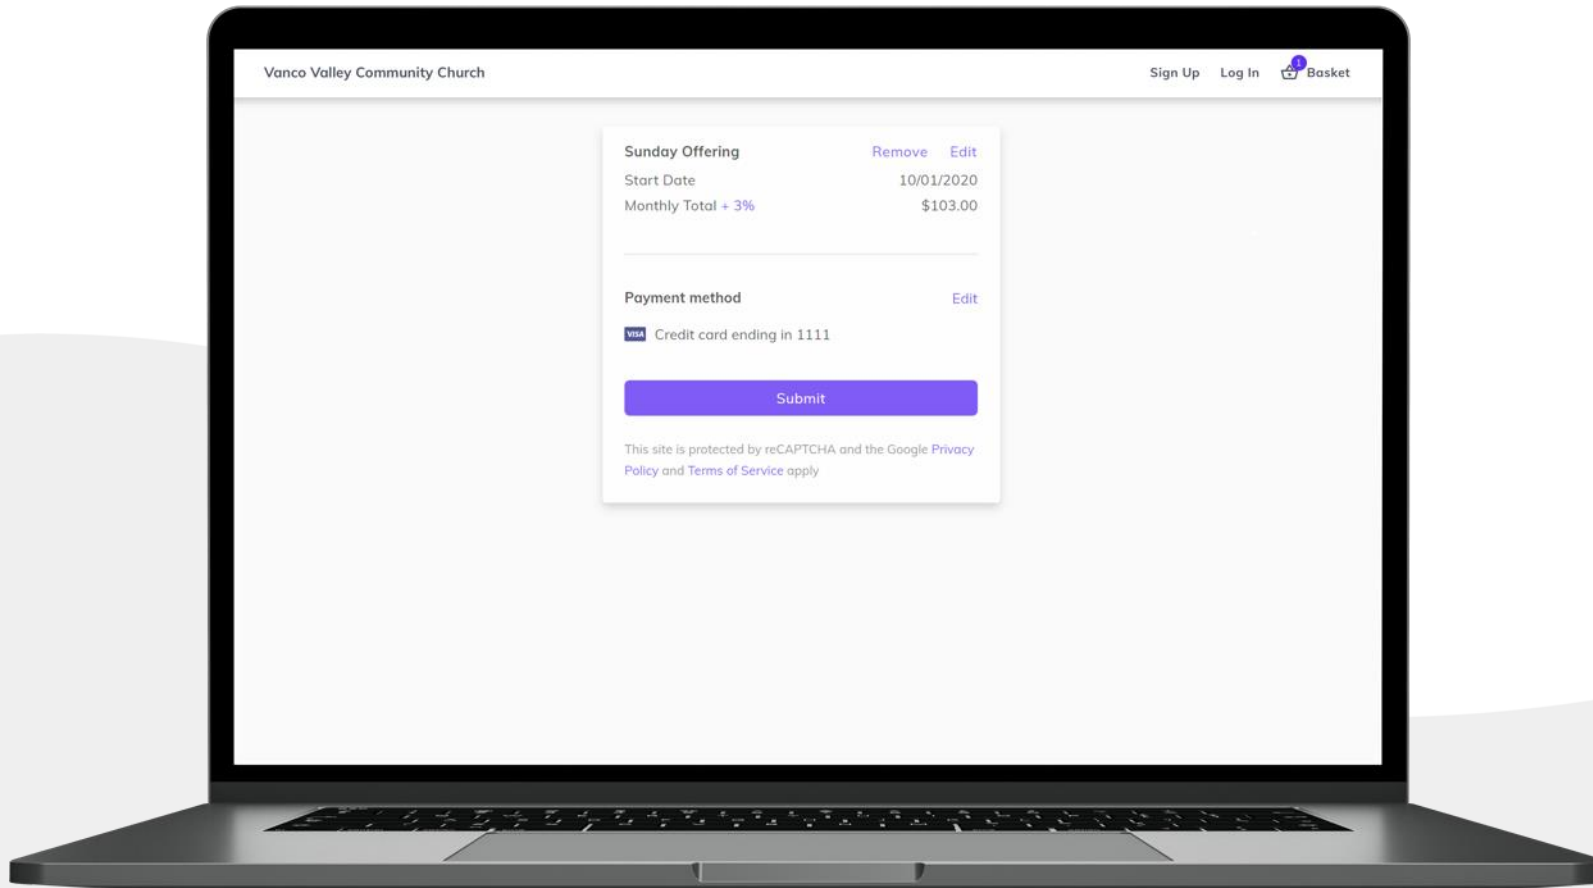 Vanco Valley Community Church
Sign Up Log In 1 Basket
Sunday Offering Remove Edit
Start Date 10/01/2020
Monthly Total + 3% $103.00
Payment method Edit
VISA Credit card ending in 1111
Submit
This site is protected by reCAPTCHA and the Google Privacy
Policy and Terms of Service apply